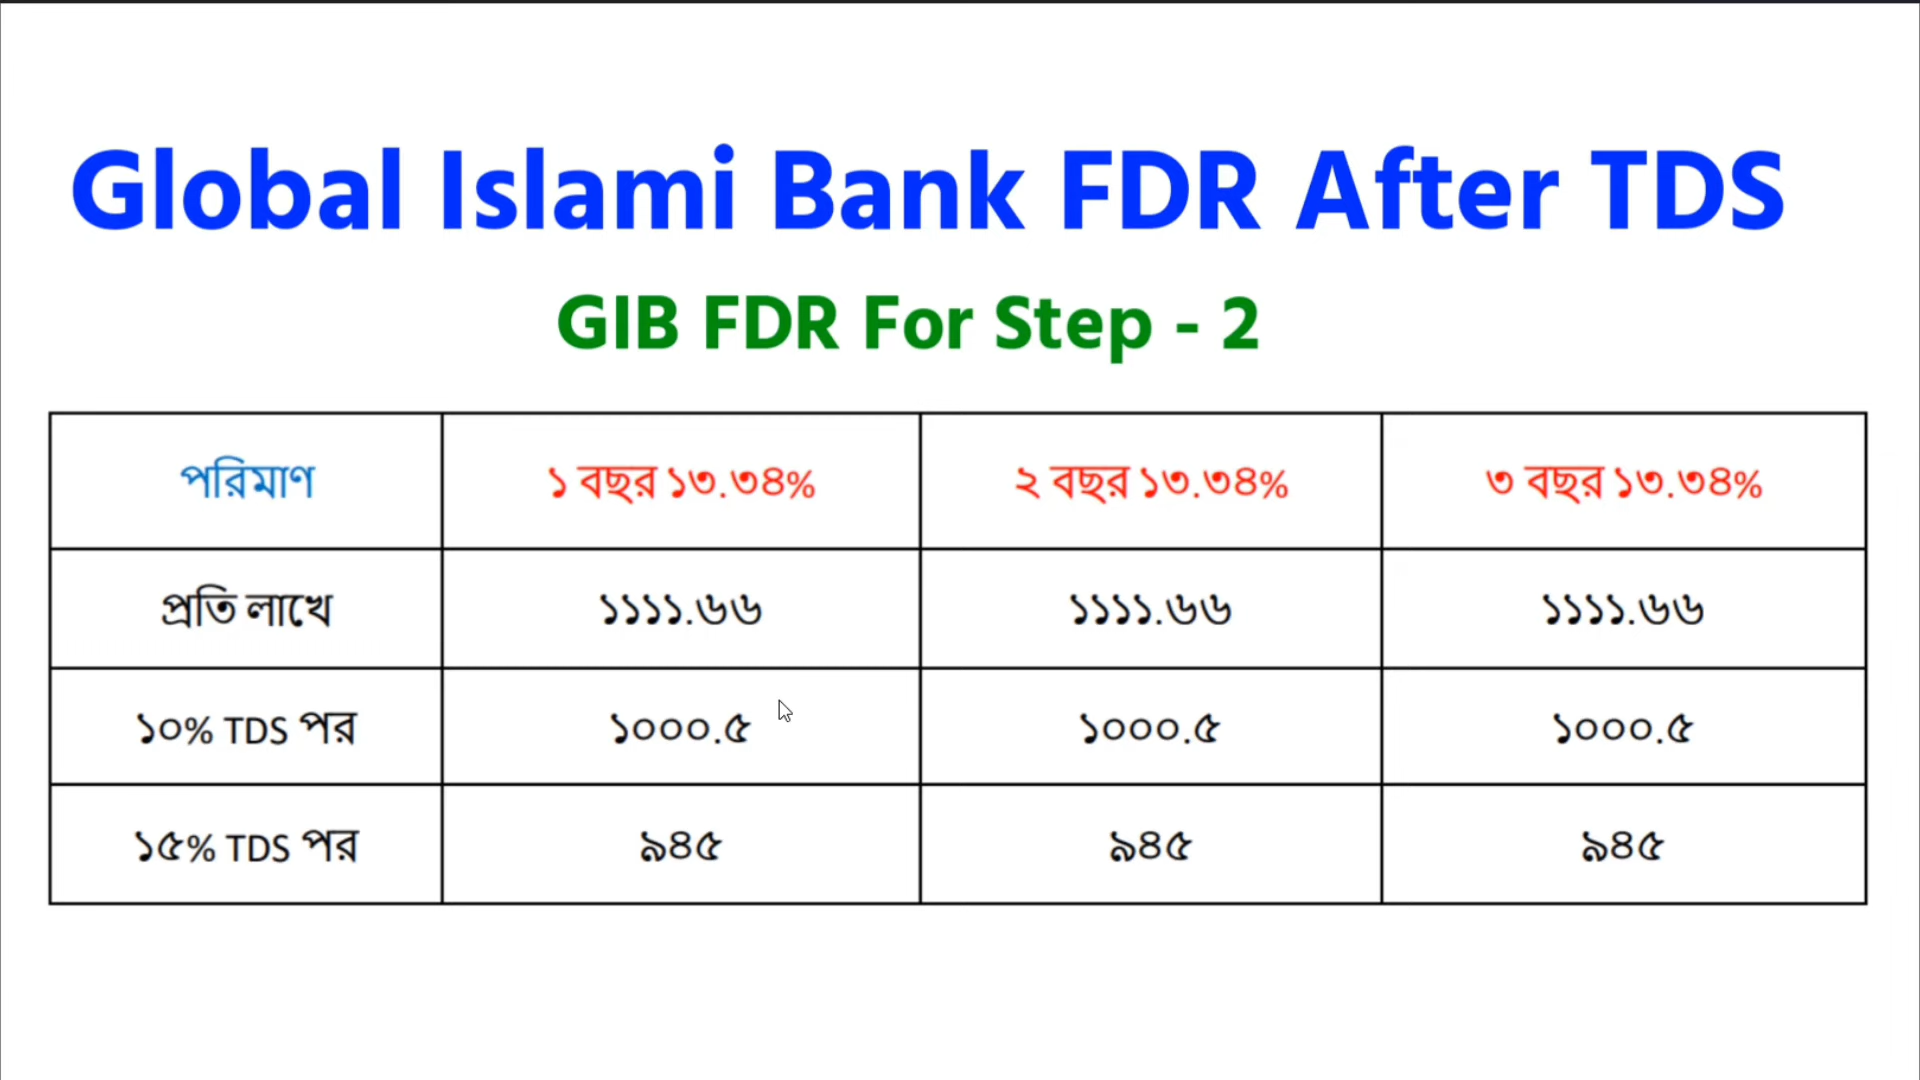 Global Islami Bank FDR After TDS
GIB FDR For Step - 2
পরিমাণ ১ বছর ১৩.৩৪% ২ বছর ১৩.৩৪% ৩ বছর ১৩.৩৪%
প্রতি লাখে ১১১১.৬৬ ১১১১.৬৬ ১১১১.৬৬
১০% TDS পর ১০০০.৫ ১০০০.৫ ১০০০.৫
১৫% TDS পর ৯৪৫ ৯৪৫ ৯৪৫